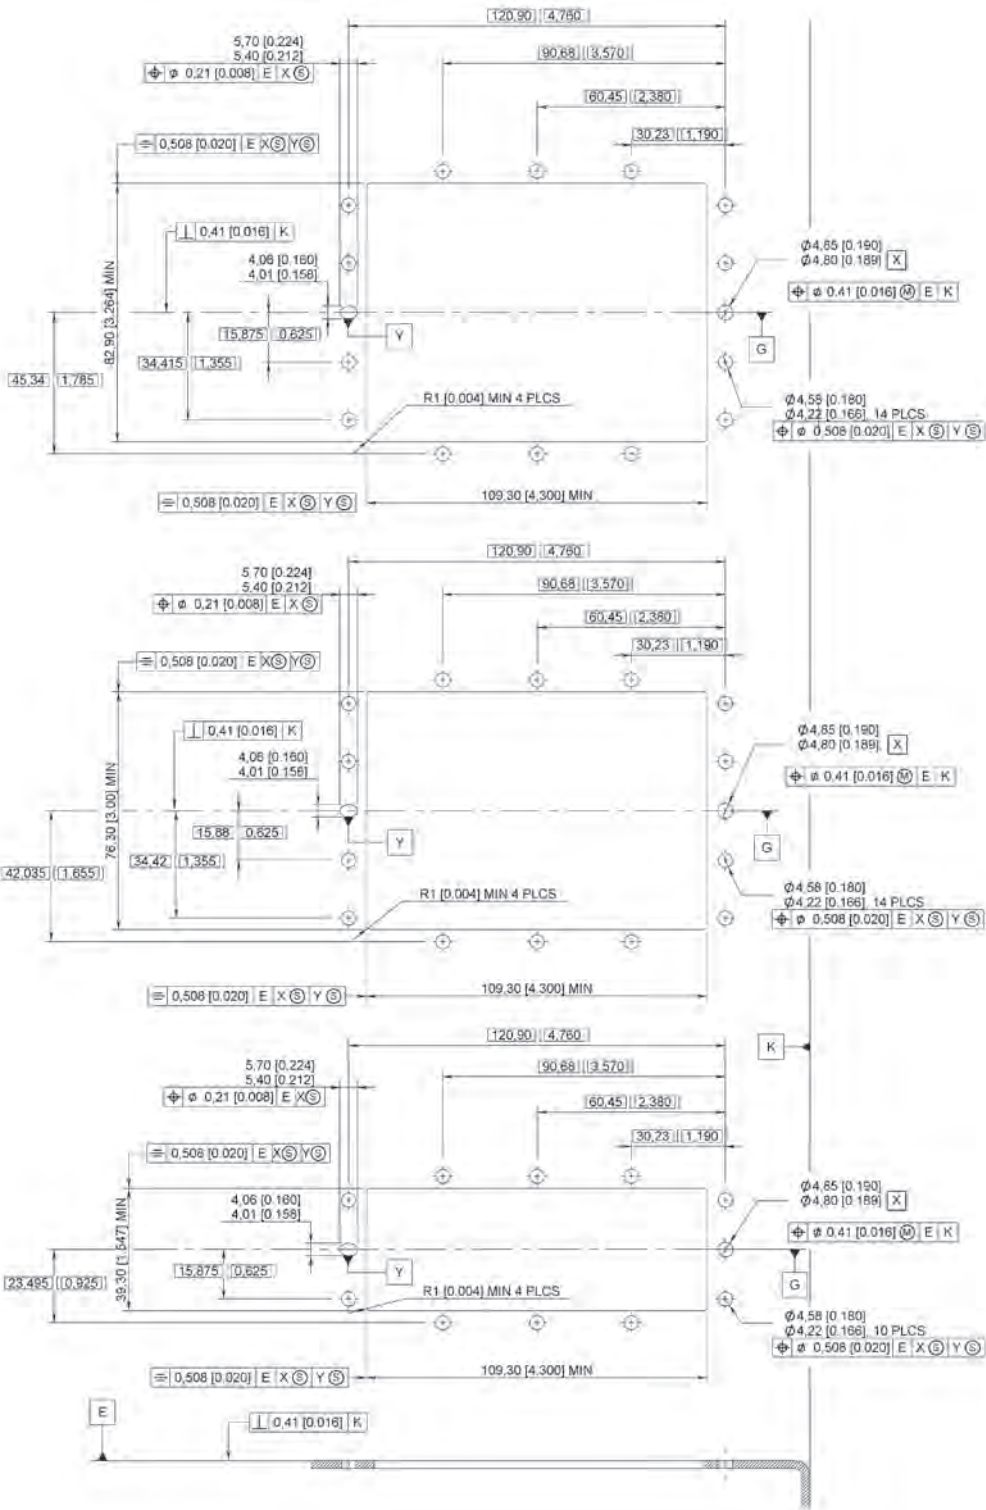 120,90 [4,760]
5,70 [0.224]
5,40 [0.212]
⌖ ø 0,21 [0.008] E X Ⓢ
90,68 [3,570]
60,45 [2,380]
30,23 [1,190]
⌯ 0,508 [0.020] E X Ⓢ Y Ⓢ
⊥ 0,41 [0.016] K
4,06 [0.160]
4,01 [0.158]
82,90 [3.264] MIN
15,875 [0,625]
34,415 [1,355]
45,34 [1,785]
Y
Ø4,85 [0.190]
Ø4,80 [0.189] X
⌖ ø 0.41 [0.016] Ⓜ E K
G
R1 [0.004] MIN 4 PLCS
Ø4,58 [0.180]
Ø4,22 [0.166] 14 PLCS
⌖ ø 0,508 [0.020] E X Ⓢ Y Ⓢ
⌯ 0,508 [0.020] E X Ⓢ Y Ⓢ
109,30 [4,300] MIN
120,90 [4,760]
5,70 [0.224]
5,40 [0.212]
⌖ ø 0,21 [0.008] E X Ⓢ
90,68 [3,570]
60,45 [2,380]
30,23 [1,190]
⌯ 0,508 [0.020] E X Ⓢ Y Ⓢ
⊥ 0,41 [0.016] K
4,06 [0.160]
4,01 [0.158]
76,30 [3.00] MIN
15,88 [0,625]
34,42 [1,355]
42,035 [1,655]
Y
Ø4,85 [0.190]
Ø4,80 [0.189] X
⌖ ø 0,41 [0.016] Ⓜ E K
G
R1 [0.004] MIN 4 PLCS
Ø4,58 [0.180]
Ø4,22 [0.166] 14 PLCS
⌖ ø 0,508 [0.020] E X Ⓢ Y Ⓢ
⌯ 0,508 [0.020] E X Ⓢ Y Ⓢ
109,30 [4.300] MIN
120,90 [4,760]
K
5,70 [0.224]
5,40 [0.212]
⌖ ø 0,21 [0.008] E X Ⓢ
90,68 [3,570]
60,45 [2,380]
30,23 [1,190]
⌯ 0,508 [0.020] E X Ⓢ Y Ⓢ
4,06 [0.160]
4,01 [0.158]
39,30 [1,547] MIN
15,875 [0,625]
23,495 [0,925]
Y
Ø4,85 [0.190]
Ø4,80 [0.189] X
⌖ ø 0,41 [0.016] Ⓜ E K
G
R1 [0.004] MIN 4 PLCS
Ø4,58 [0.180]
Ø4,22 [0.166] 10 PLCS
⌖ ø 0,508 [0.020] E X Ⓢ Y Ⓢ
⌯ 0,508 [0.020] E X Ⓢ Y Ⓢ
109,30 [4.300] MIN
E
⊥ 0,41 [0.016] K